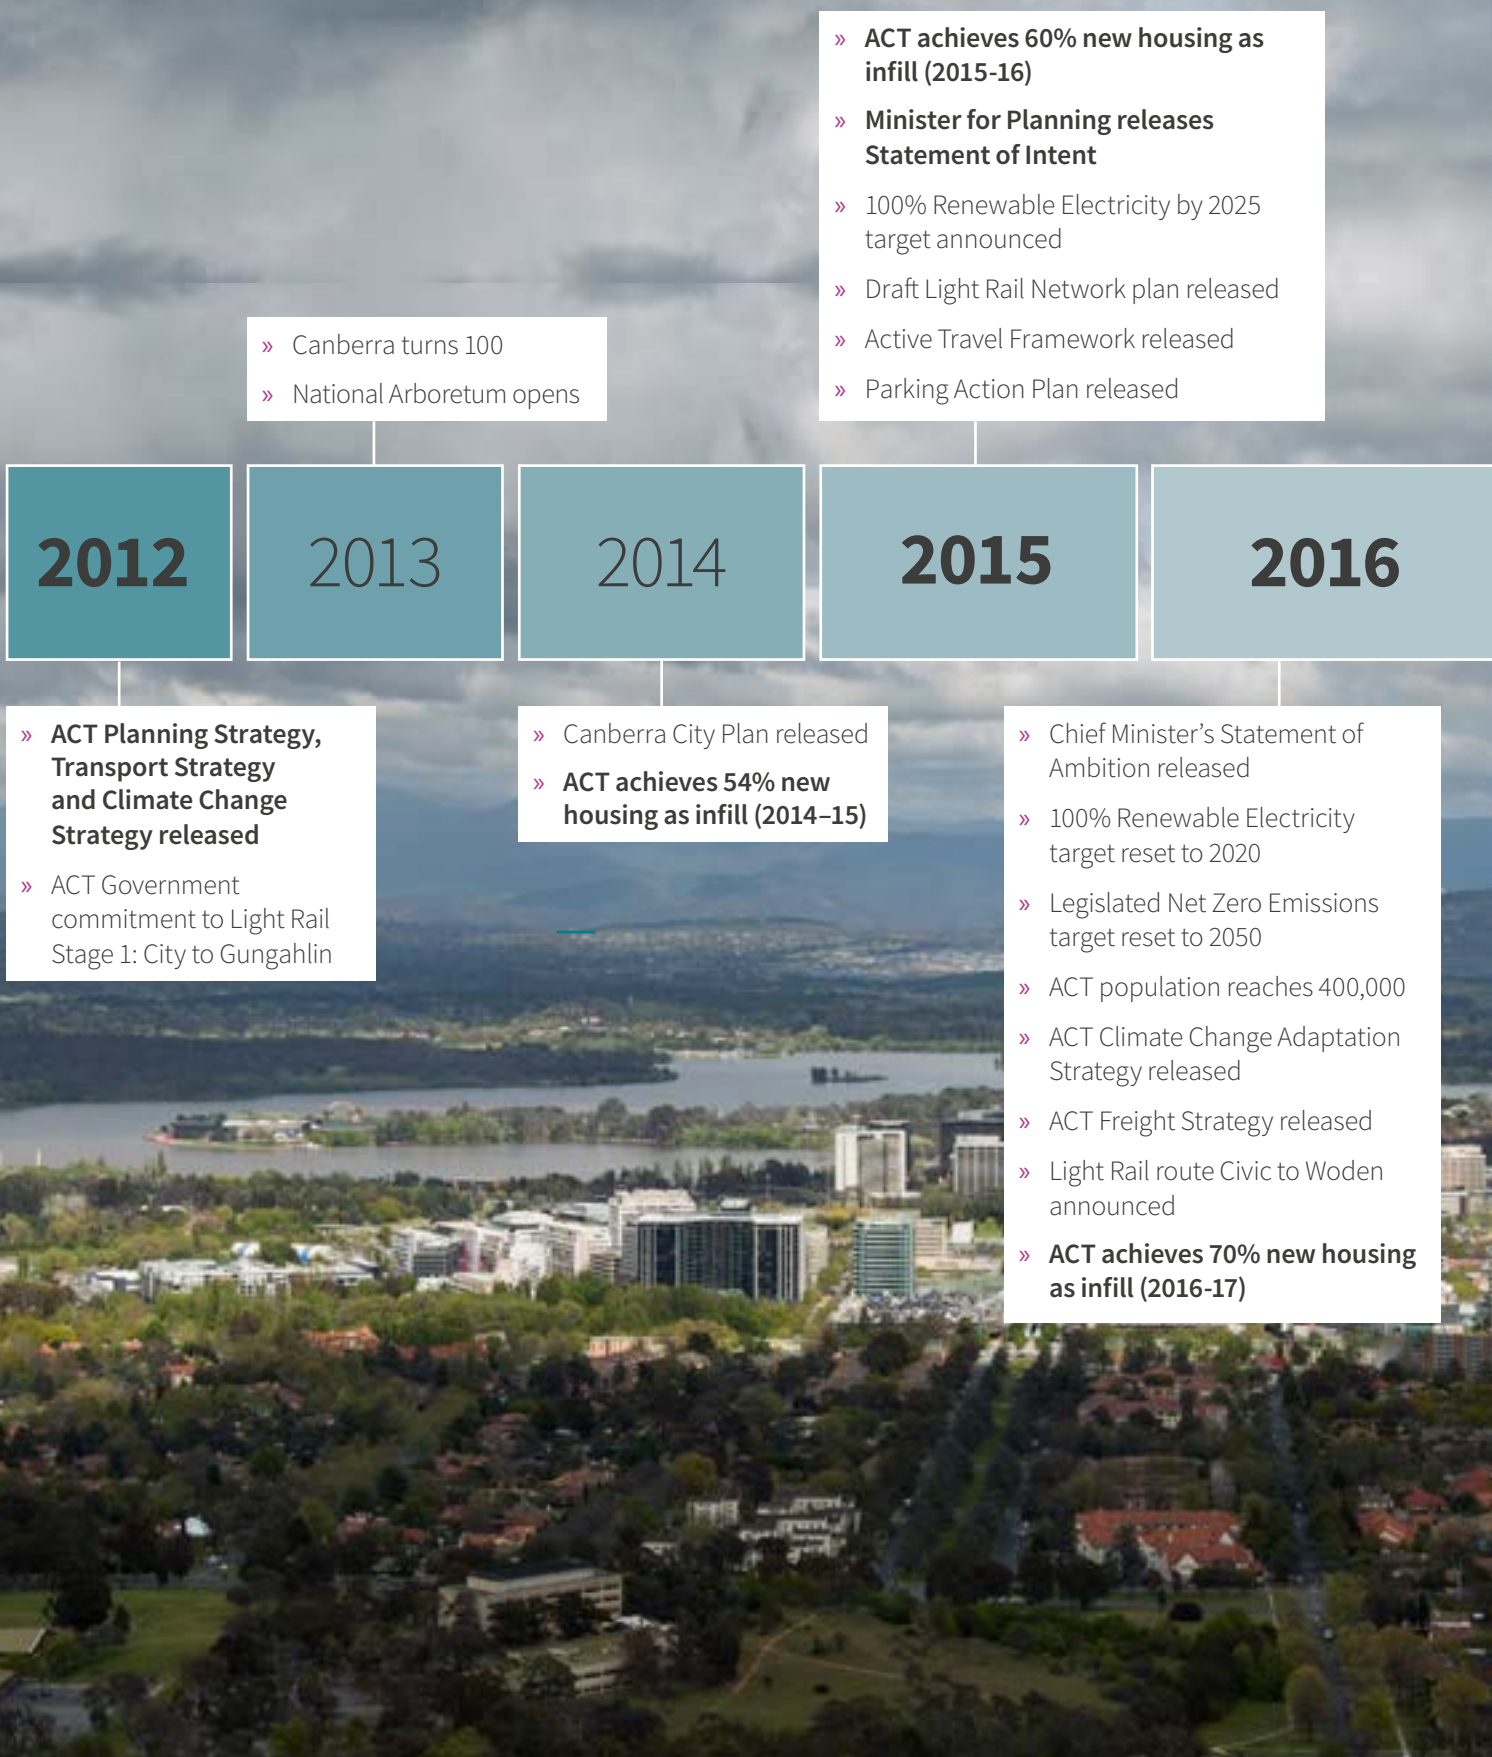 » ACT achieves 60% new housing as
infill (2015-16)
» Minister for Planning releases
Statement of Intent
» 100% Renewable Electricity by 2025
target announced
» Draft Light Rail Network plan released
» Active Travel Framework released
» Parking Action Plan released
» Canberra turns 100
» National Arboretum opens
2012
2013
2014
2015
2016
» ACT Planning Strategy,
Transport Strategy
and Climate Change
Strategy released
» ACT Government
commitment to Light Rail
Stage 1: City to Gungahlin
» Canberra City Plan released
» ACT achieves 54% new
housing as infill (2014–15)
» Chief Minister’s Statement of
Ambition released
» 100% Renewable Electricity
target reset to 2020
» Legislated Net Zero Emissions
target reset to 2050
» ACT population reaches 400,000
» ACT Climate Change Adaptation
Strategy released
» ACT Freight Strategy released
» Light Rail route Civic to Woden
announced
» ACT achieves 70% new housing
as infill (2016-17)